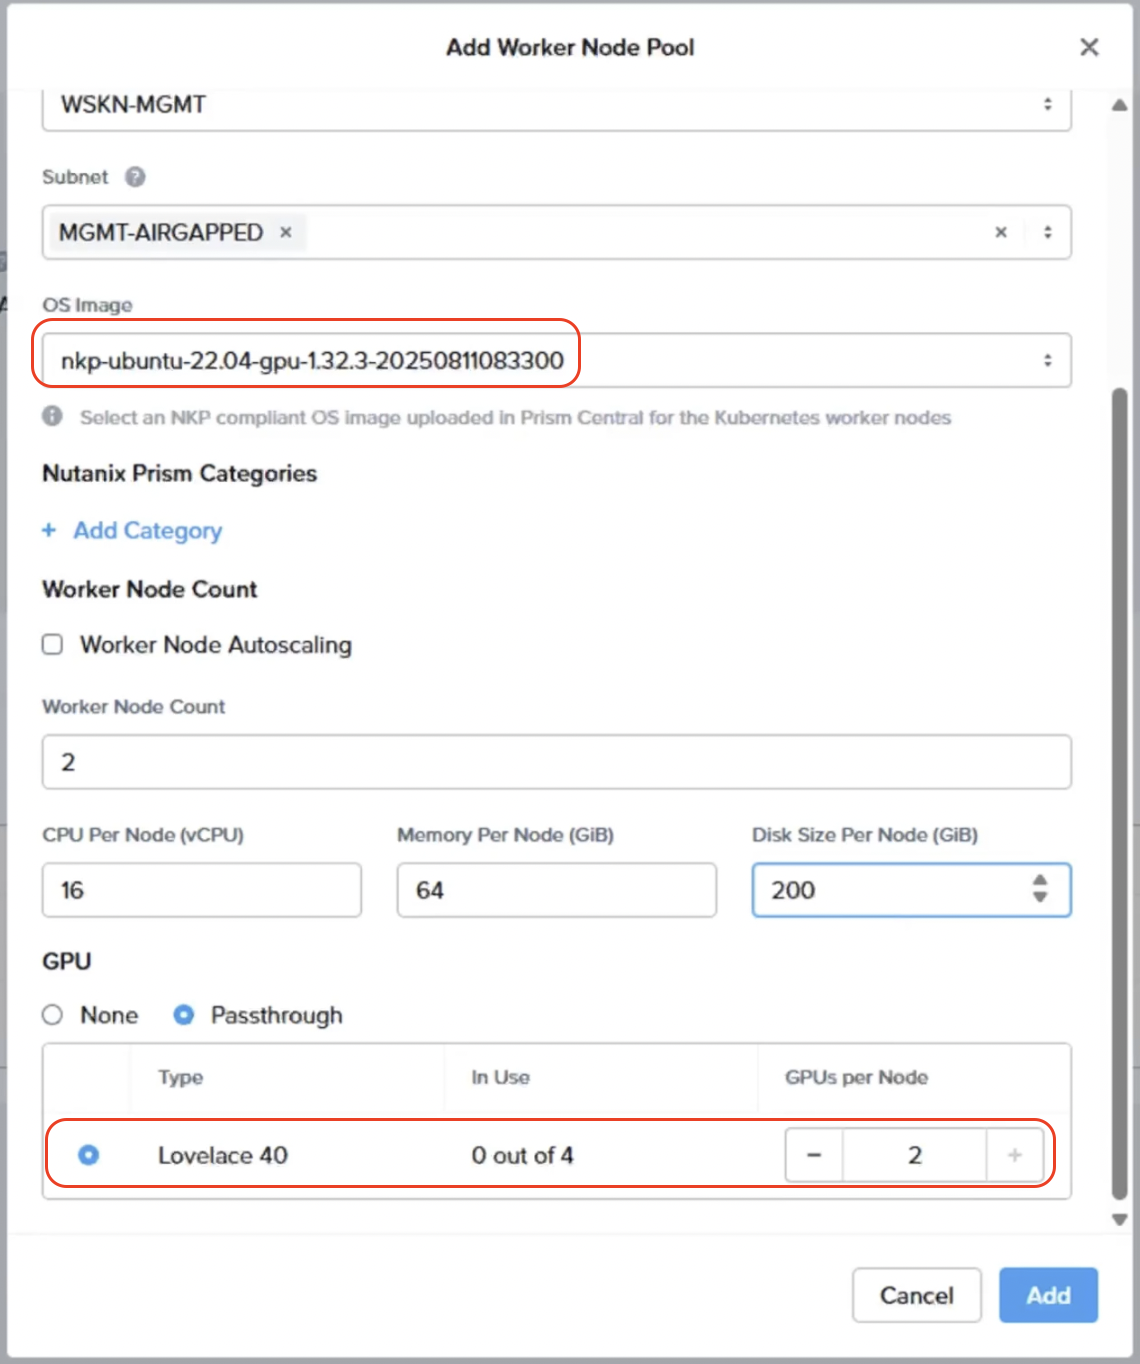 Add Worker Node Pool
WSKN-MGMT
Subnet
MGMT-AIRGAPPED
OS Image
nkp-ubuntu-22.04-gpu-1.32.3-20250811083300
Select an NKP compliant OS image uploaded in Prism Central for the Kubernetes worker nodes
Nutanix Prism Categories
+ Add Category
Worker Node Count
Worker Node Autoscaling
Worker Node Count
2
CPU Per Node (vCPU) Memory Per Node (GiB) Disk Size Per Node (GiB)
16 64 200
GPU
None Passthrough
Type In Use GPUs per Node
Lovelace 40 0 out of 4 − 2 +
Cancel Add